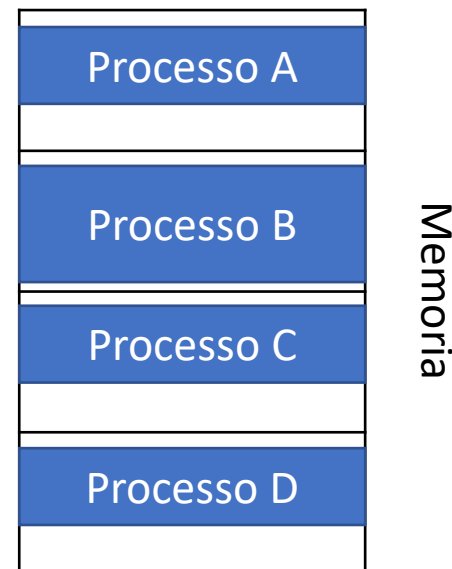 Processo A
Processo B
Processo C
Processo D
Memoria